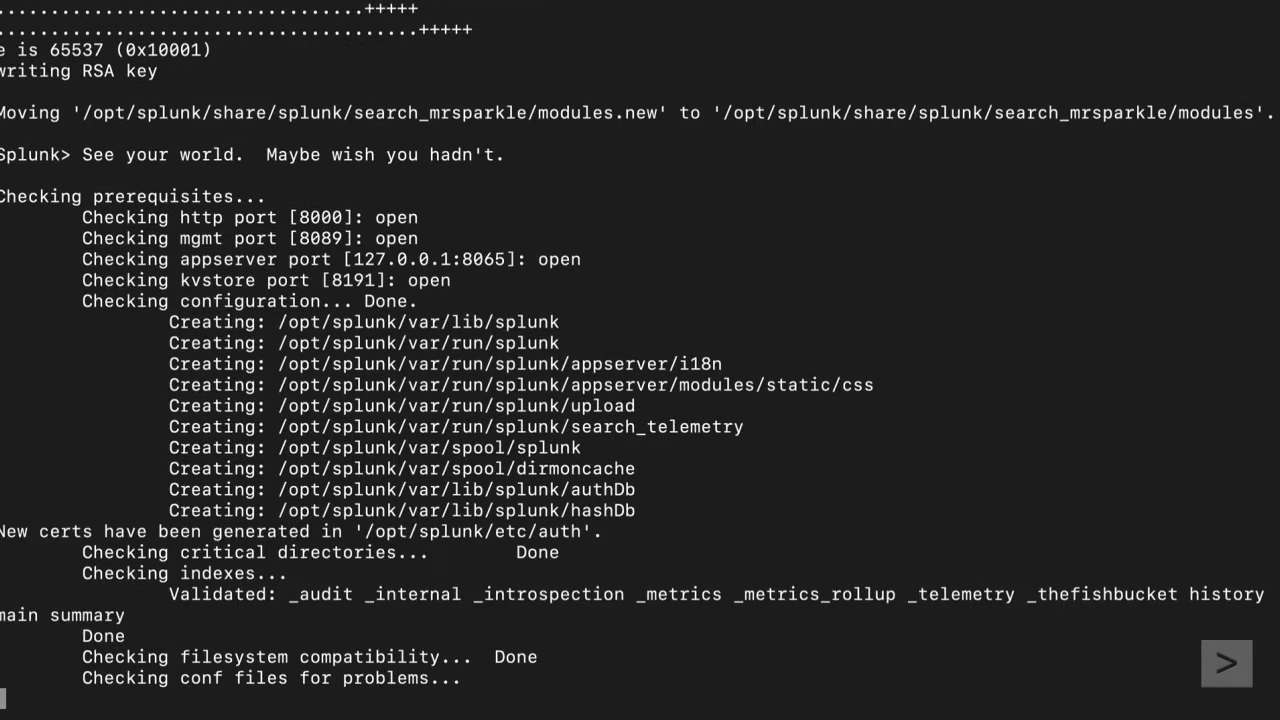 .................................+++++
......................................+++++
e is 65537 (0x10001)
writing RSA key
Moving '/opt/splunk/share/splunk/search_mrsparkle/modules.new' to '/opt/splunk/share/splunk/search_mrsparkle/modules'.
Splunk> See your world.  Maybe wish you hadn't.
Checking prerequisites...
Checking http port [8000]: open
Checking mgmt port [8089]: open
Checking appserver port [127.0.0.1:8065]: open
Checking kvstore port [8191]: open
Checking configuration... Done.
Creating: /opt/splunk/var/lib/splunk
Creating: /opt/splunk/var/run/splunk
Creating: /opt/splunk/var/run/splunk/appserver/i18n
Creating: /opt/splunk/var/run/splunk/appserver/modules/static/css
Creating: /opt/splunk/var/run/splunk/upload
Creating: /opt/splunk/var/run/splunk/search_telemetry
Creating: /opt/splunk/var/spool/splunk
Creating: /opt/splunk/var/spool/dirmoncache
Creating: /opt/splunk/var/lib/splunk/authDb
Creating: /opt/splunk/var/lib/splunk/hashDb
New certs have been generated in '/opt/splunk/etc/auth'.
Checking critical directories... Done
Checking indexes...
Validated: _audit _internal _introspection _metrics _metrics_rollup _telemetry _thefishbucket history
main summary
Done
Checking filesystem compatibility... Done
Checking conf files for problems...
>